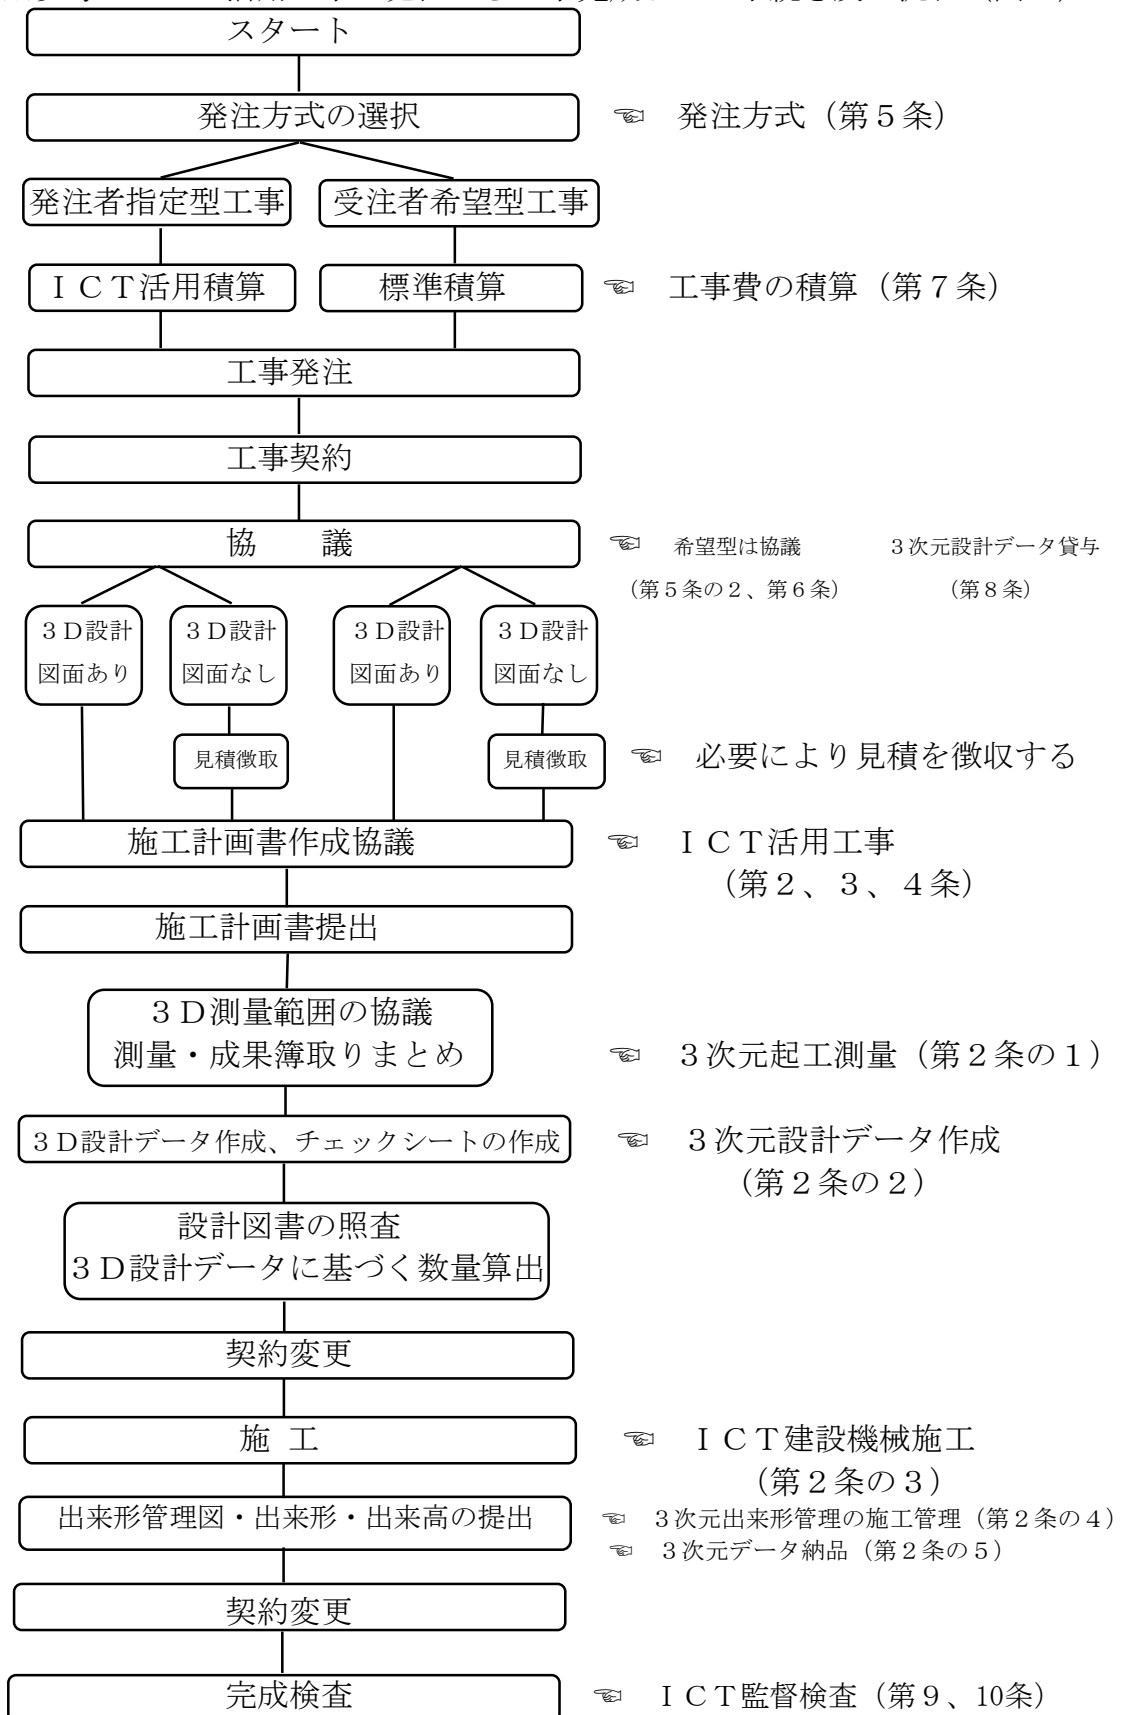 スタート
発注方式の選択
☜ 発注方式（第５条）
発注者指定型工事
受注者希望型工事
ＩＣＴ活用積算
標準積算
☜ 工事費の積算（第７条）
工事発注
工事契約
協　　議
☜ 希望型は協議　　３次元設計データ貸与
（第５条の２、第６条）　　（第８条）
３Ｄ設計　３Ｄ設計　３Ｄ設計　３Ｄ設計
図面あり　図面なし　図面あり　図面なし
見積徴取　見積徴取
☜ 必要により見積を徴収する
施工計画書作成協議
☜ ＩＣＴ活用工事
（第２、３、４条）
施工計画書提出
３Ｄ測量範囲の協議
測量・成果簿取りまとめ
☜ ３次元起工測量（第２条の１）
３Ｄ設計データ作成、チェックシートの作成
☜ ３次元設計データ作成
（第２条の２）
設計図書の照査
３Ｄ設計データに基づく数量算出
契約変更
施 工
☜ ＩＣＴ建設機械施工
（第２条の３）
出来形管理図・出来形・出来高の提出
☜ ３次元出来形管理の施工管理（第２条の４）
☜ ３次元データ納品（第２条の５）
契約変更
完成検査
☜ ＩＣＴ監督検査（第９、10条）